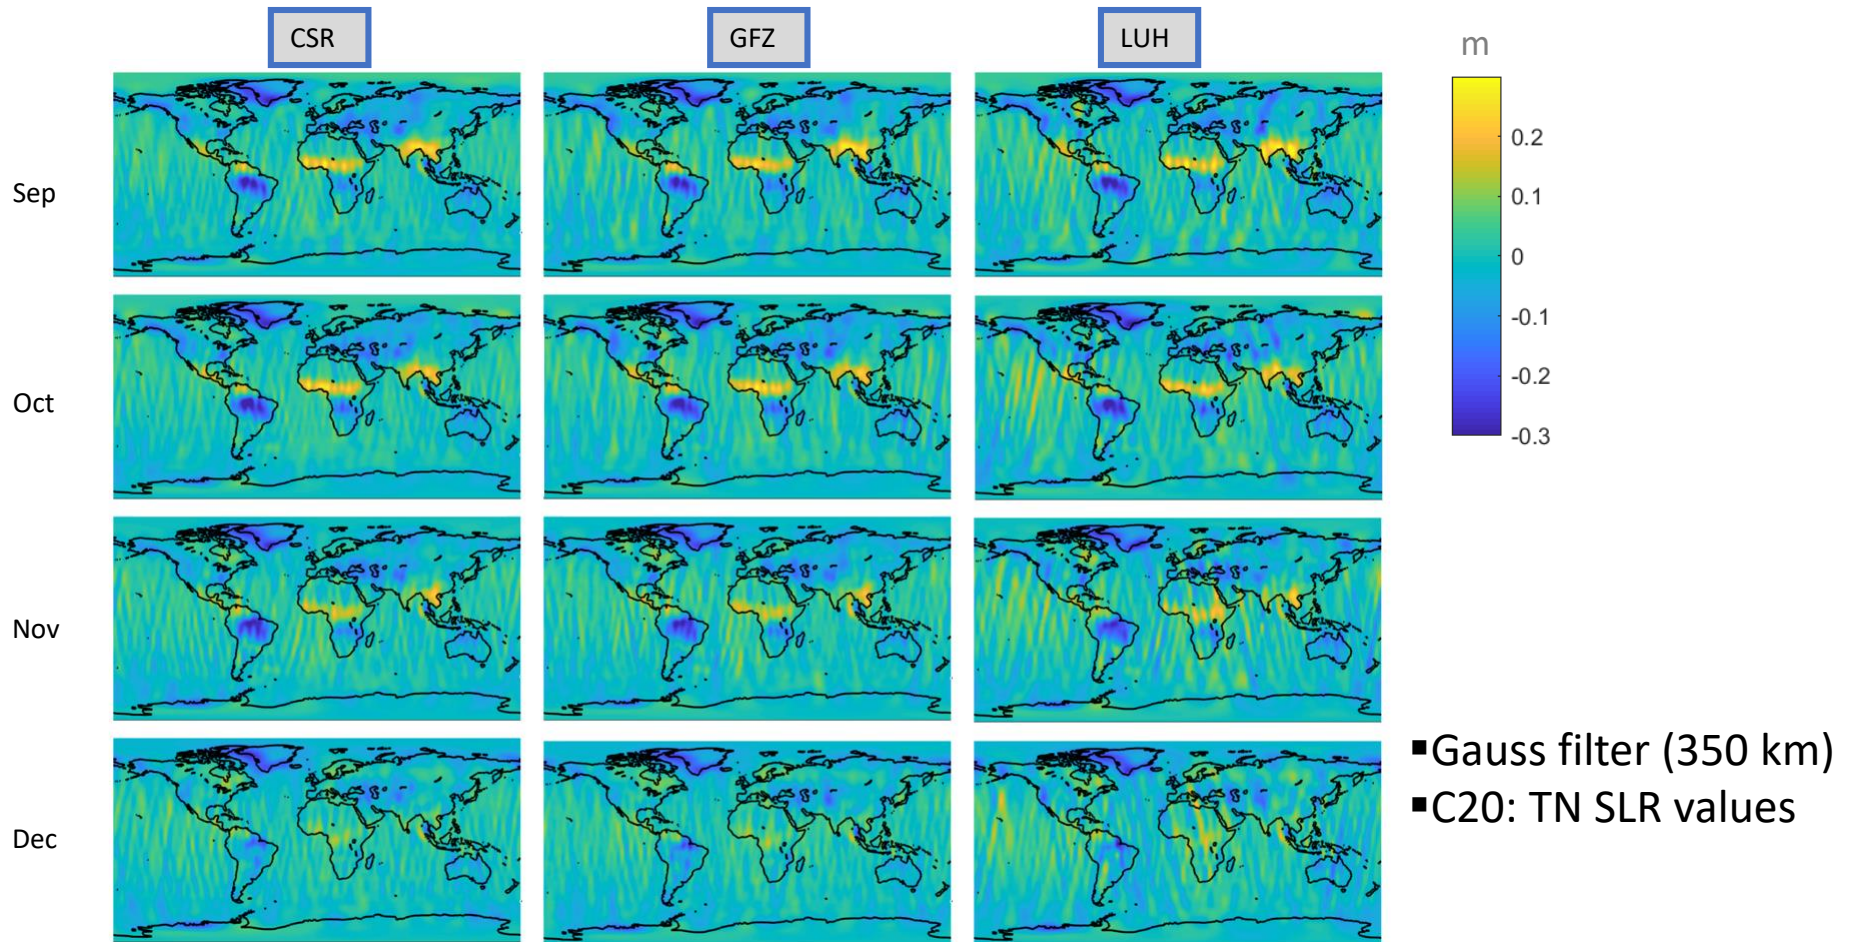 CSR
GFZ
LUH
m
0.2
0.1
0
-0.1
-0.2
-0.3
Sep
Oct
Nov
Dec
▪Gauss filter (350 km)
▪C20: TN SLR values